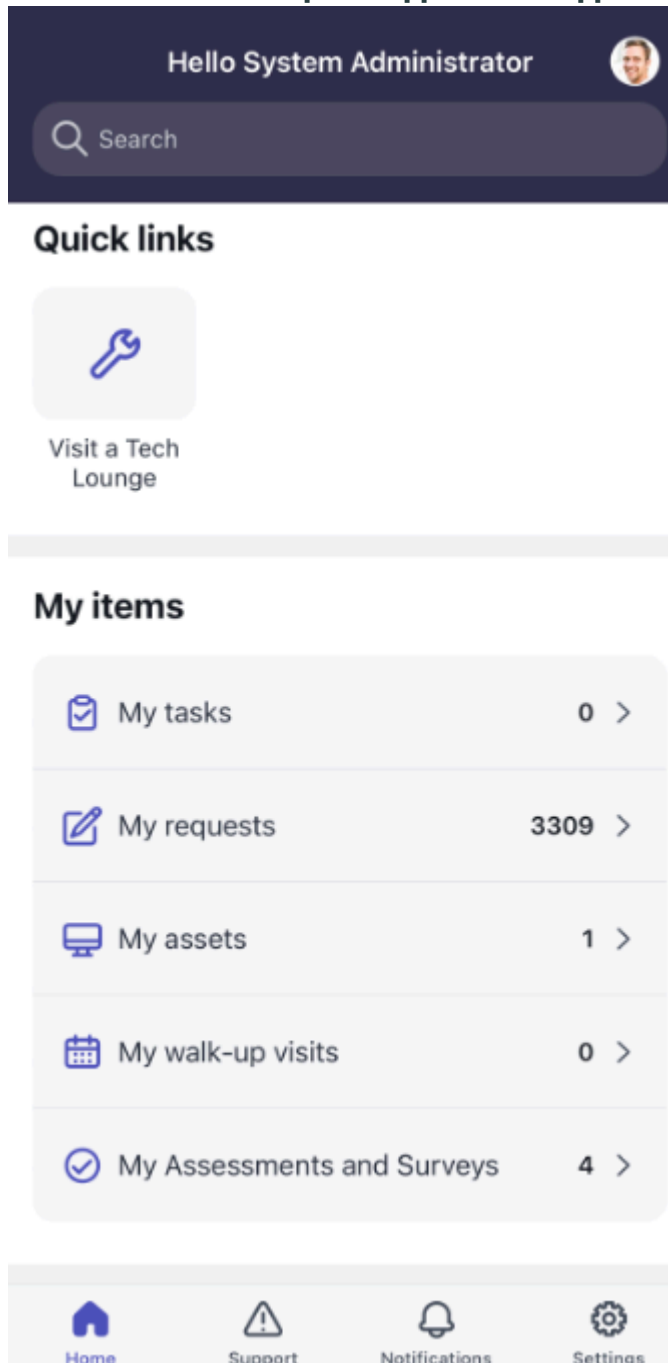 Hello System Administrator
Search
Quick links
Visit a Tech
Lounge
My items
My tasks 0
My requests 3309
My assets 1
My walk-up visits 0
My Assessments and Surveys 4
Home Support Notifications Settings